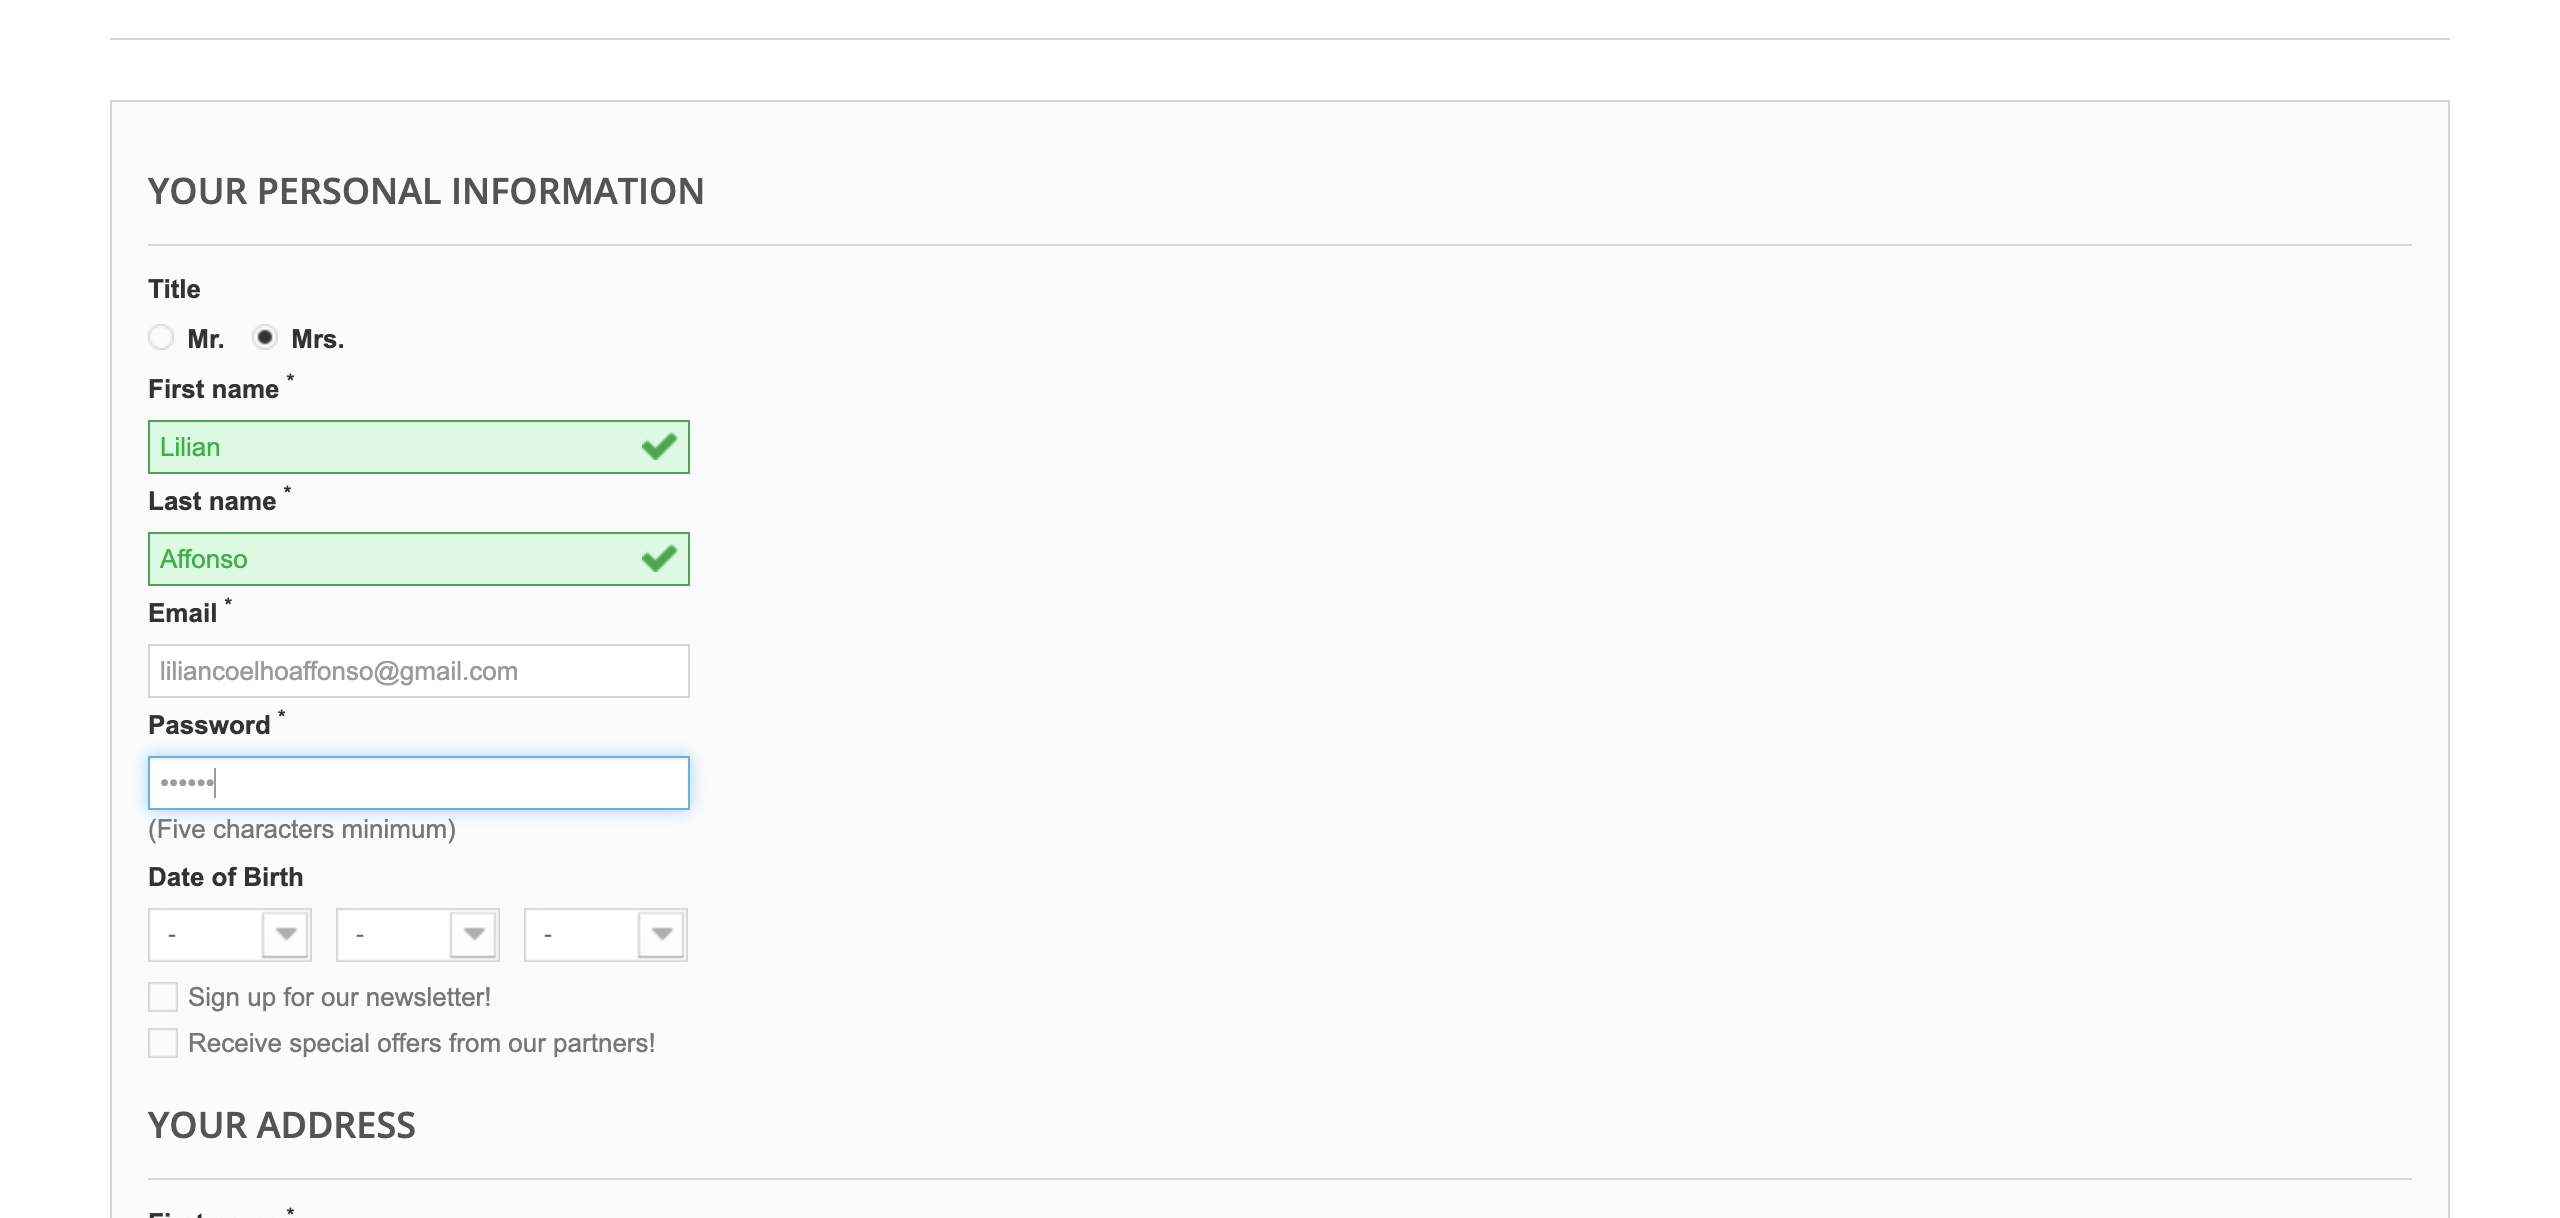 YOUR PERSONAL INFORMATION
Title
Mr. Mrs.
First name *
Lilian
Last name *
Affonso
Email *
liliancoelhoaffonso@gmail.com
Password *
••••••
(Five characters minimum)
Date of Birth
- - -
Sign up for our newsletter!
Receive special offers from our partners!
YOUR ADDRESS